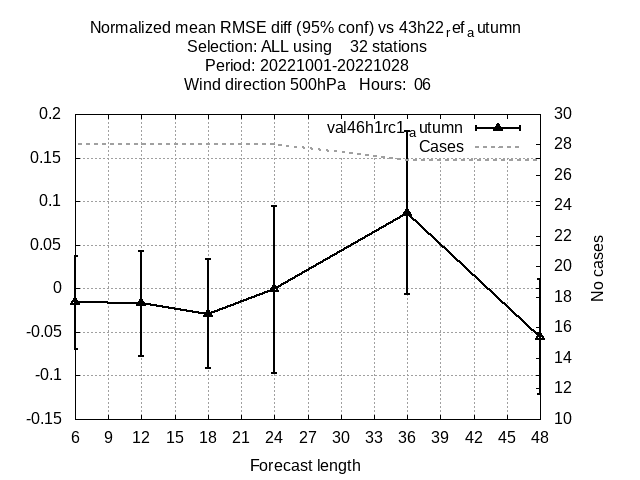 Normalized mean RMSE diff (95% conf) vs 43h22refautumn
Selection: ALL using 32 stations
Period: 20221001-20221028
Wind direction 500hPa Hours: 06
0.2 30
val46h1rc1autumn
Cases
28
0.15
26
0.1 24
22
0.05
20
0
18
-0.05 16
14
-0.1
12
-0.15 10
No cases
6 9 12 15 18 21 24 27 30 33 36 39 42 45 48
Forecast length